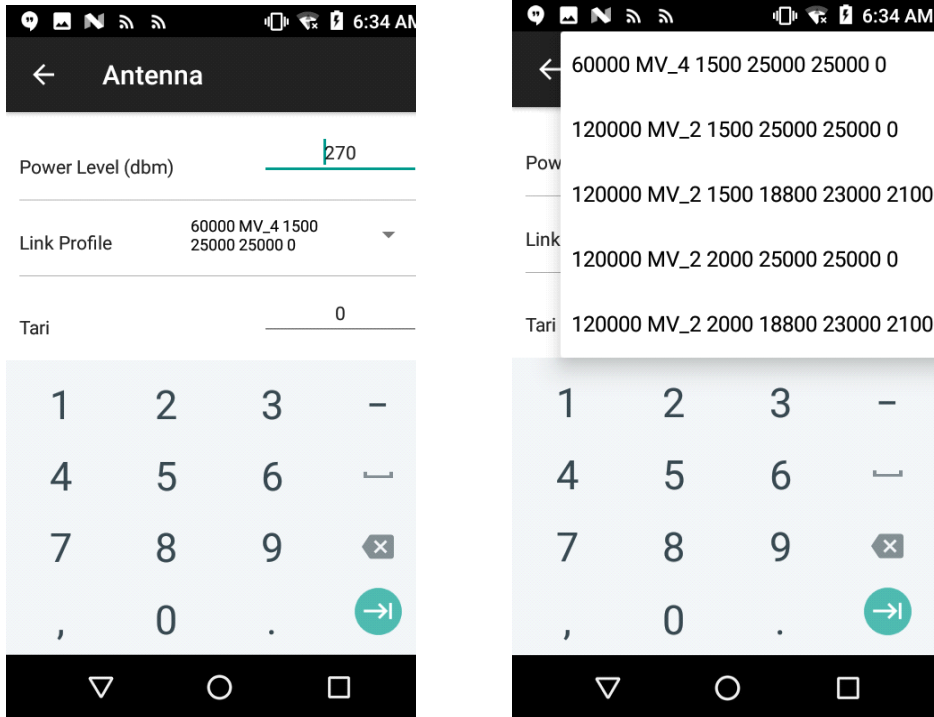 6:34 AM
Antenna
Power Level (dbm)
270
Link Profile
60000 MV_4 1500
25000 25000 0
Tari
0
1 2 3 -
4 5 6
7 8 9
, 0 .
6:34 AM
60000 MV_4 1500 25000 25000 0
120000 MV_2 1500 25000 25000 0
120000 MV_2 1500 18800 23000 2100
120000 MV_2 2000 25000 25000 0
120000 MV_2 2000 18800 23000 2100
Pow
Link
Tari
1 2 3 -
4 5 6
7 8 9
, 0 .